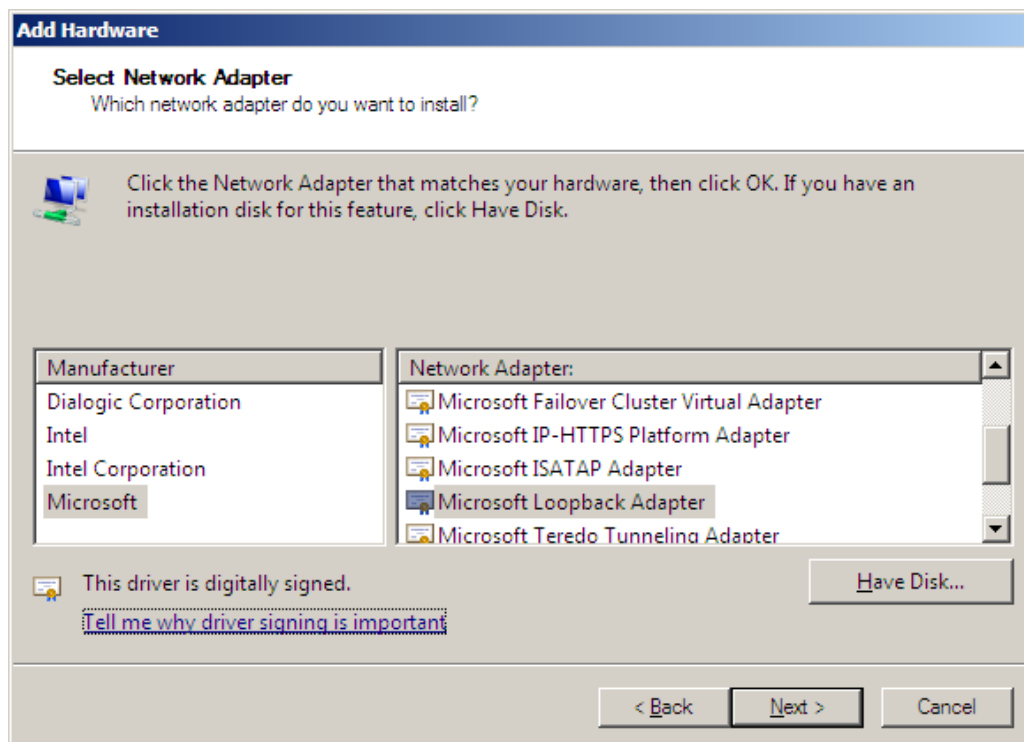 Add Hardware
Select Network Adapter
Which network adapter do you want to install?
Click the Network Adapter that matches your hardware, then click OK. If you have an
installation disk for this feature, click Have Disk.
Manufacturer
Dialogic Corporation
Intel
Intel Corporation
Microsoft
Network Adapter:
Microsoft Failover Cluster Virtual Adapter
Microsoft IP-HTTPS Platform Adapter
Microsoft ISATAP Adapter
Microsoft Loopback Adapter
Microsoft Teredo Tunneling Adapter
This driver is digitally signed.
Tell me why driver signing is important
Have Disk...
< Back
Next >
Cancel